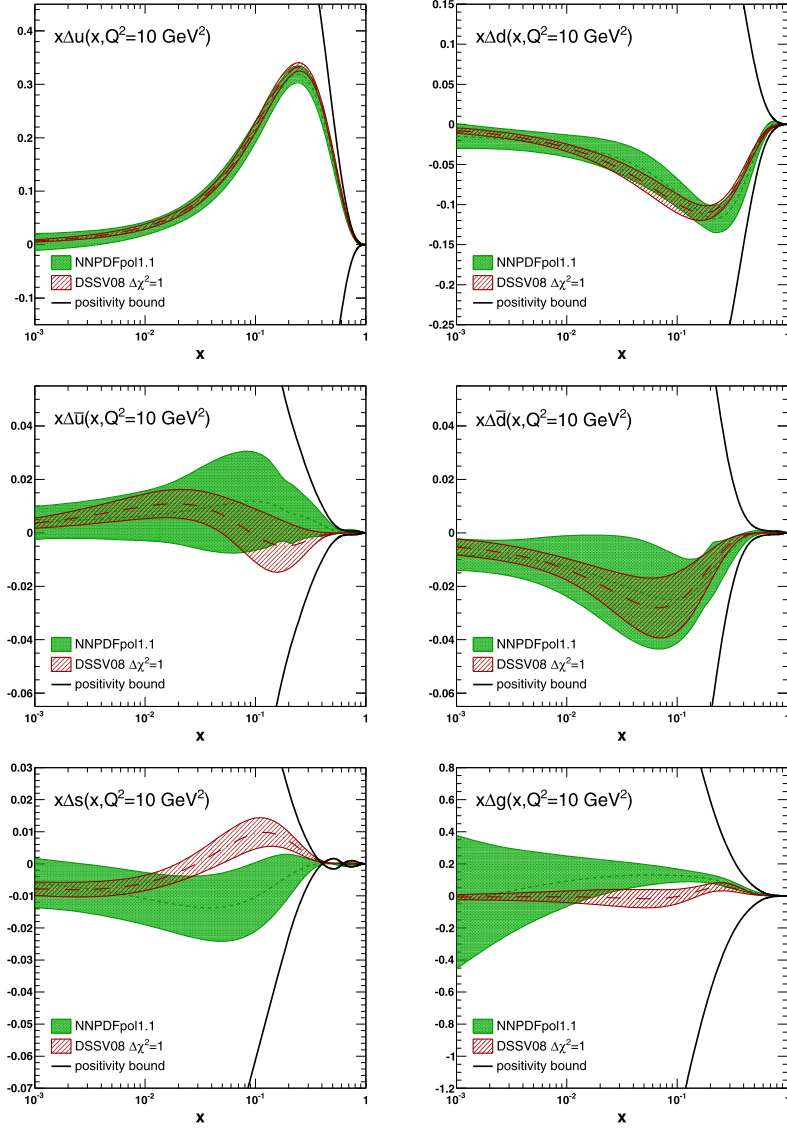 xΔu(x,Q²=10 GeV²)
0.4
0.3
0.2
0.1
0
-0.1
NNPDFpol1.1
DSSV08 Δχ²=1
positivity bound
10⁻³ 10⁻² 10⁻¹ 1
x
xΔd(x,Q²=10 GeV²)
0.15
0.10
0.05
0
-0.05
-0.10
-0.15
-0.20
-0.25
NNPDFpol1.1
DSSV08 Δχ²=1
positivity bound
10⁻³ 10⁻² 10⁻¹ 1
x
xΔu̅(x,Q²=10 GeV²)
0.04
0.02
0
-0.02
-0.04
-0.06
NNPDFpol1.1
DSSV08 Δχ²=1
positivity bound
10⁻³ 10⁻² 10⁻¹ 1
x
xΔd̅(x,Q²=10 GeV²)
0.04
0.02
0
-0.02
-0.04
-0.06
NNPDFpol1.1
DSSV08 Δχ²=1
positivity bound
10⁻³ 10⁻² 10⁻¹ 1
x
xΔs(x,Q²=10 GeV²)
0.03
0.02
0.010
0
-0.01
-0.01
-0.03
-0.04
-0.05
-0.06
-0.07
NNPDFpol1.1
DSSV08 Δχ²=1
positivity bound
10⁻³ 10⁻² 10⁻¹ 1
x
xΔg(x,Q²=10 GeV²)
0.8
0.6
0.4
0.2
0
-0.2
-0.4
-0.6
-0.8
-1
-1.2
NNPDFpol1.1
DSSV08 Δχ²=1
positivity bound
10⁻³ 10⁻² 10⁻¹ 1
x